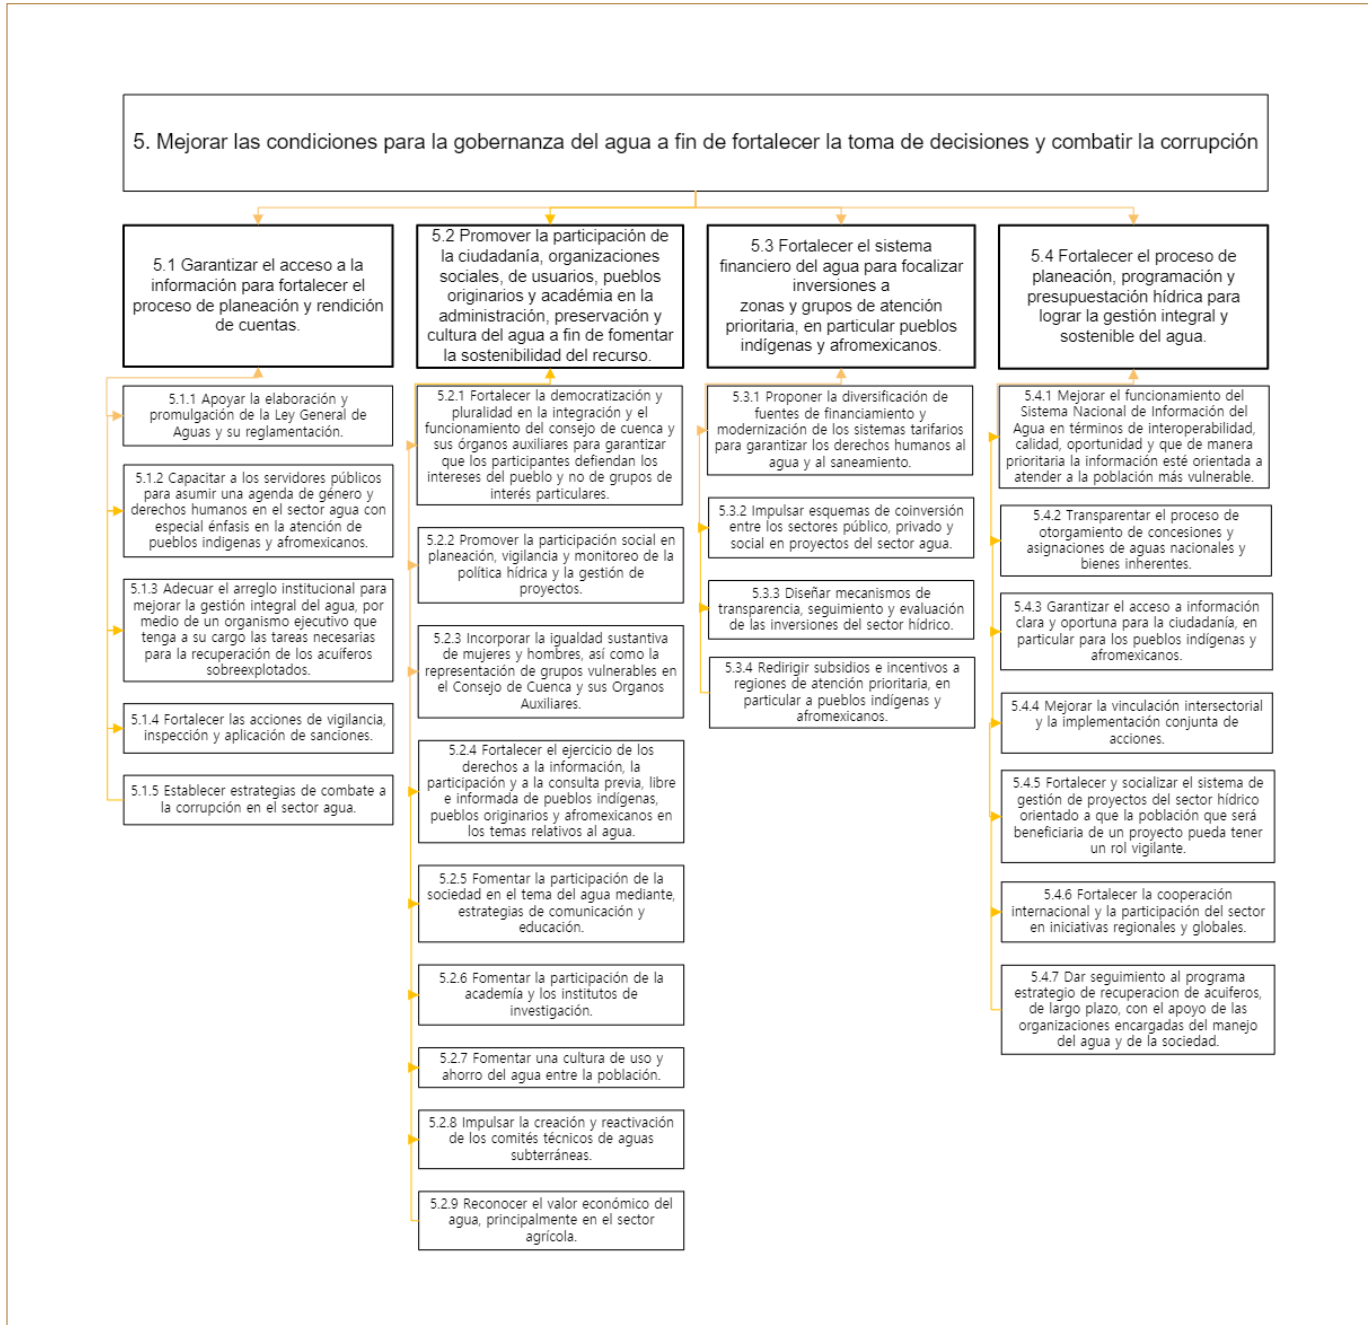 5. Mejorar las condiciones para la gobernanza del agua a fin de fortalecer la toma de decisiones y combatir la corrupción
5.1 Garantizar el acceso a la
información para fortalecer
el proceso de planeación y rendición
de cuentas.
5.1.1 Apoyar la elaboración y
promulgación de la Ley General de
Aguas y su reglamentación.
5.1.2 Capacitar a los servidores públicos
para asumir una agenda de género y
derechos humanos en el sector agua con
especial énfasis en la atención de
pueblos indigenas y afromexicanos.
5.1.3 Adecuar el arreglo institucional para
mejorar la gestión integral del agua, por
medio de un organismo ejecutivo que
tenga a su cargo las tareas necesarias
para la recuperación de los acuíferos
sobreexplotados.
5.1.4 Fortalecer las acciones de vigilancia,
inspección y aplicación de sanciones.
5.1.5 Establecer estrategias de combate a
la corrupción en el sector agua.
5.2 Promover la participación de
la ciudadanía, organizaciones
sociales, de usuarios, pueblos
originarios y académia en la
administración, preservación y
cultura del agua a fin de fomentar
la sostenibilidad del recurso.
5.2.1 Fortalecer la democratización y
pluralidad en la integración y el
funcionamiento del consejo de cuenca y
sus órganos auxiliares para garantizar
que los participantes defiendan los
intereses del pueblo y no de grupos de
interés particulares.
5.2.2 Promover la participación social en
planeación, vigilancia y monitoreo de la
política hídrica y la gestión de
proyectos.
5.2.3 Incorporar la igualdad sustantiva
de mujeres y hombres, así como la
representación de grupos vulnerables en
el Consejo de Cuenca y sus Organos
Auxiliares.
5.2.4 Fortalecer el ejercicio de los
derechos a la información, la
participación y a la consulta previa, libre
e informada de pueblos indígenas,
pueblos originarios y afromexicanos en
los temas relativos al agua.
5.2.5 Fomentar la participación de la
sociedad en el tema del agua mediante,
estrategias de comunicación y
educación.
5.2.6 Fomentar la participación de la
academía y los institutos de
investigación.
5.2.7 Fomentar una cultura de uso y
ahorro del agua entre la población.
5.2.8 Impulsar la creación y reactivación
de los comités técnicos de aguas
subterráneas.
5.2.9 Reconocer el valor económico del
agua, principalmente en el sector
agrícola.
5.3 Fortalecer el sistema
financiero del agua para focalizar
inversiones a
zonas y grupos de atención
prioritaria, en particular pueblos
indígenas y afromexicanos.
5.3.1 Proponer la diversificación de
fuentes de financiamiento y
modernización de los sistemas tarifarios
para garantizar los derechos humanos al
agua y al saneamiento.
5.3.2 Impulsar esquemas de coinversión
entre los sectores público, privado y
social en proyectos del sector agua.
5.3.3 Diseñar mecanismos de
transparencia, seguimiento y evaluación
de las inversiones del sector hídrico.
5.3.4 Redirigir subsidios e incentivos a
regiones de atención prioritaria, en
particular a pueblos indígenas y
afromexicanos.
5.4 Fortalecer el proceso de
planeación, programación y
presupuestación hídrica para
lograr la gestión integral y
sostenible del agua.
5.4.1 Mejorar el funcionamiento del
Sistema Nacional de Información del
Agua en términos de interoperabilidad,
calidad, oportunidad y que de manera
prioritaria la información esté orientada a
atender a la población más vulnerable.
5.4.2 Transparentar el proceso de
otorgamiento de concesiones y
asignaciones de aguas nacionales y
bienes inherentes.
5.4.3 Garantizar el acceso a información
clara y oportuna para la ciudadanía, en
particular para los pueblos indígenas y
afromexicanos.
5.4.4 Mejorar la vinculación intersectorial
y la implementación conjunta de
acciones.
5.4.5 Fortalecer y socializar el sistema de
gestión de proyectos del sector hídrico
orientado a que la población que será
beneficiaria de un proyecto pueda tener
un rol vigilante.
5.4.6 Fortalecer la cooperación
internacional y la participación del sector
en iniciativas regionales y globales.
5.4.7 Dar seguimiento al programa
estrategio de recuperacion de acuiferos,
de largo plazo, con el apoyo de las
organizaciones encargadas del manejo
del agua y de la sociedad.